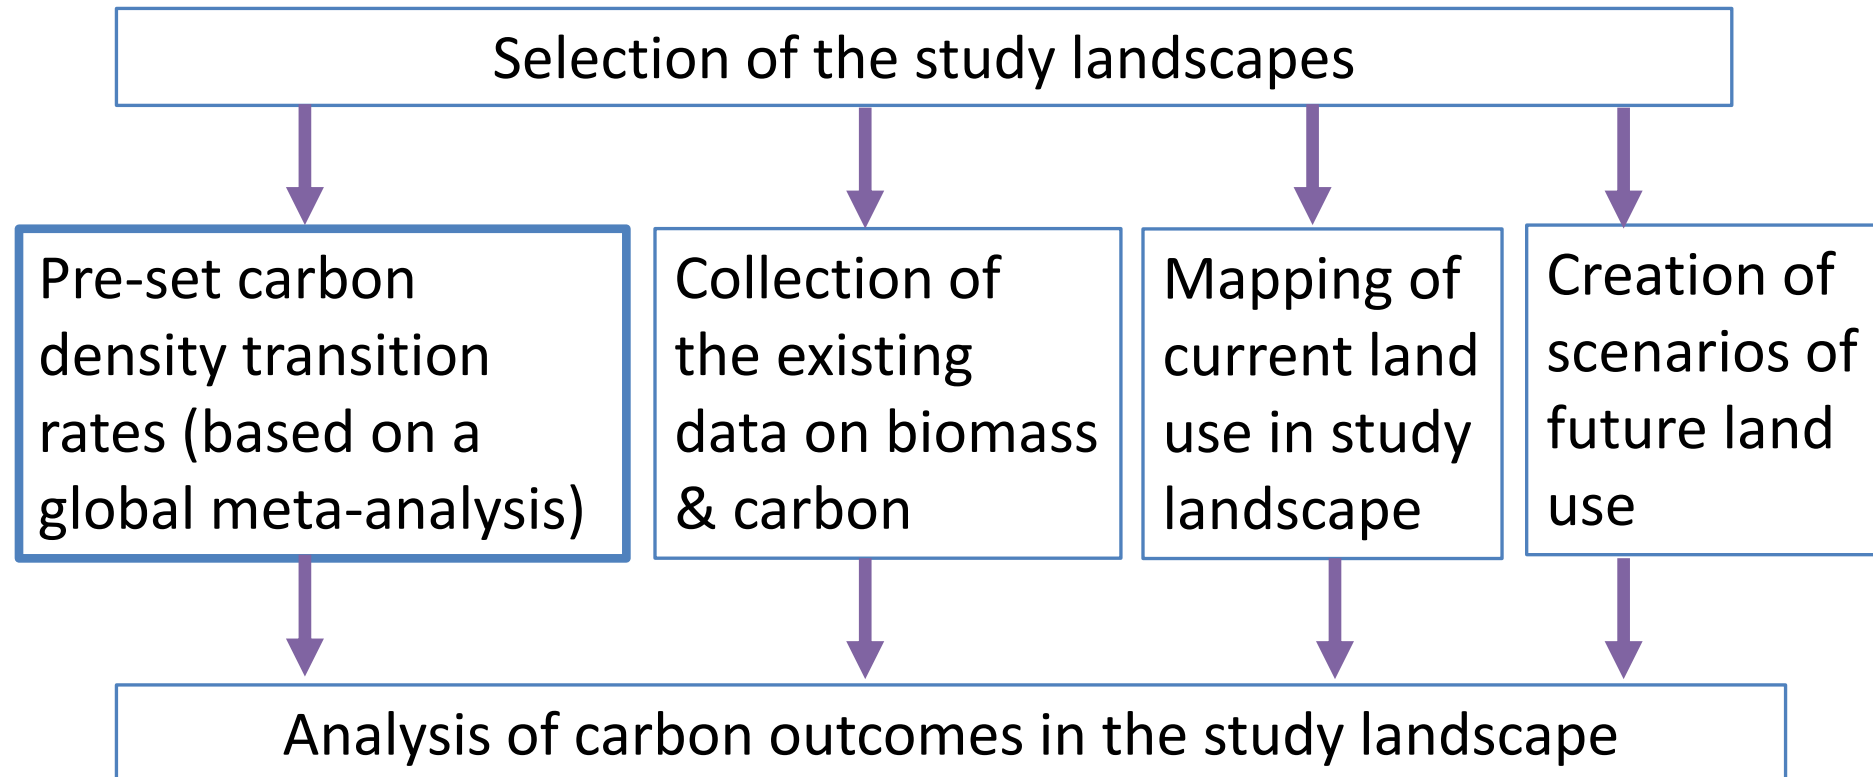 Selection of the study landscapes
Pre-set carbon
density transition
rates (based on a
global meta-analysis)
Collection of
the existing
data on biomass
& carbon
Mapping of
current land
use in study
landscape
Creation of
scenarios of
future land
use
Analysis of carbon outcomes in the study landscape